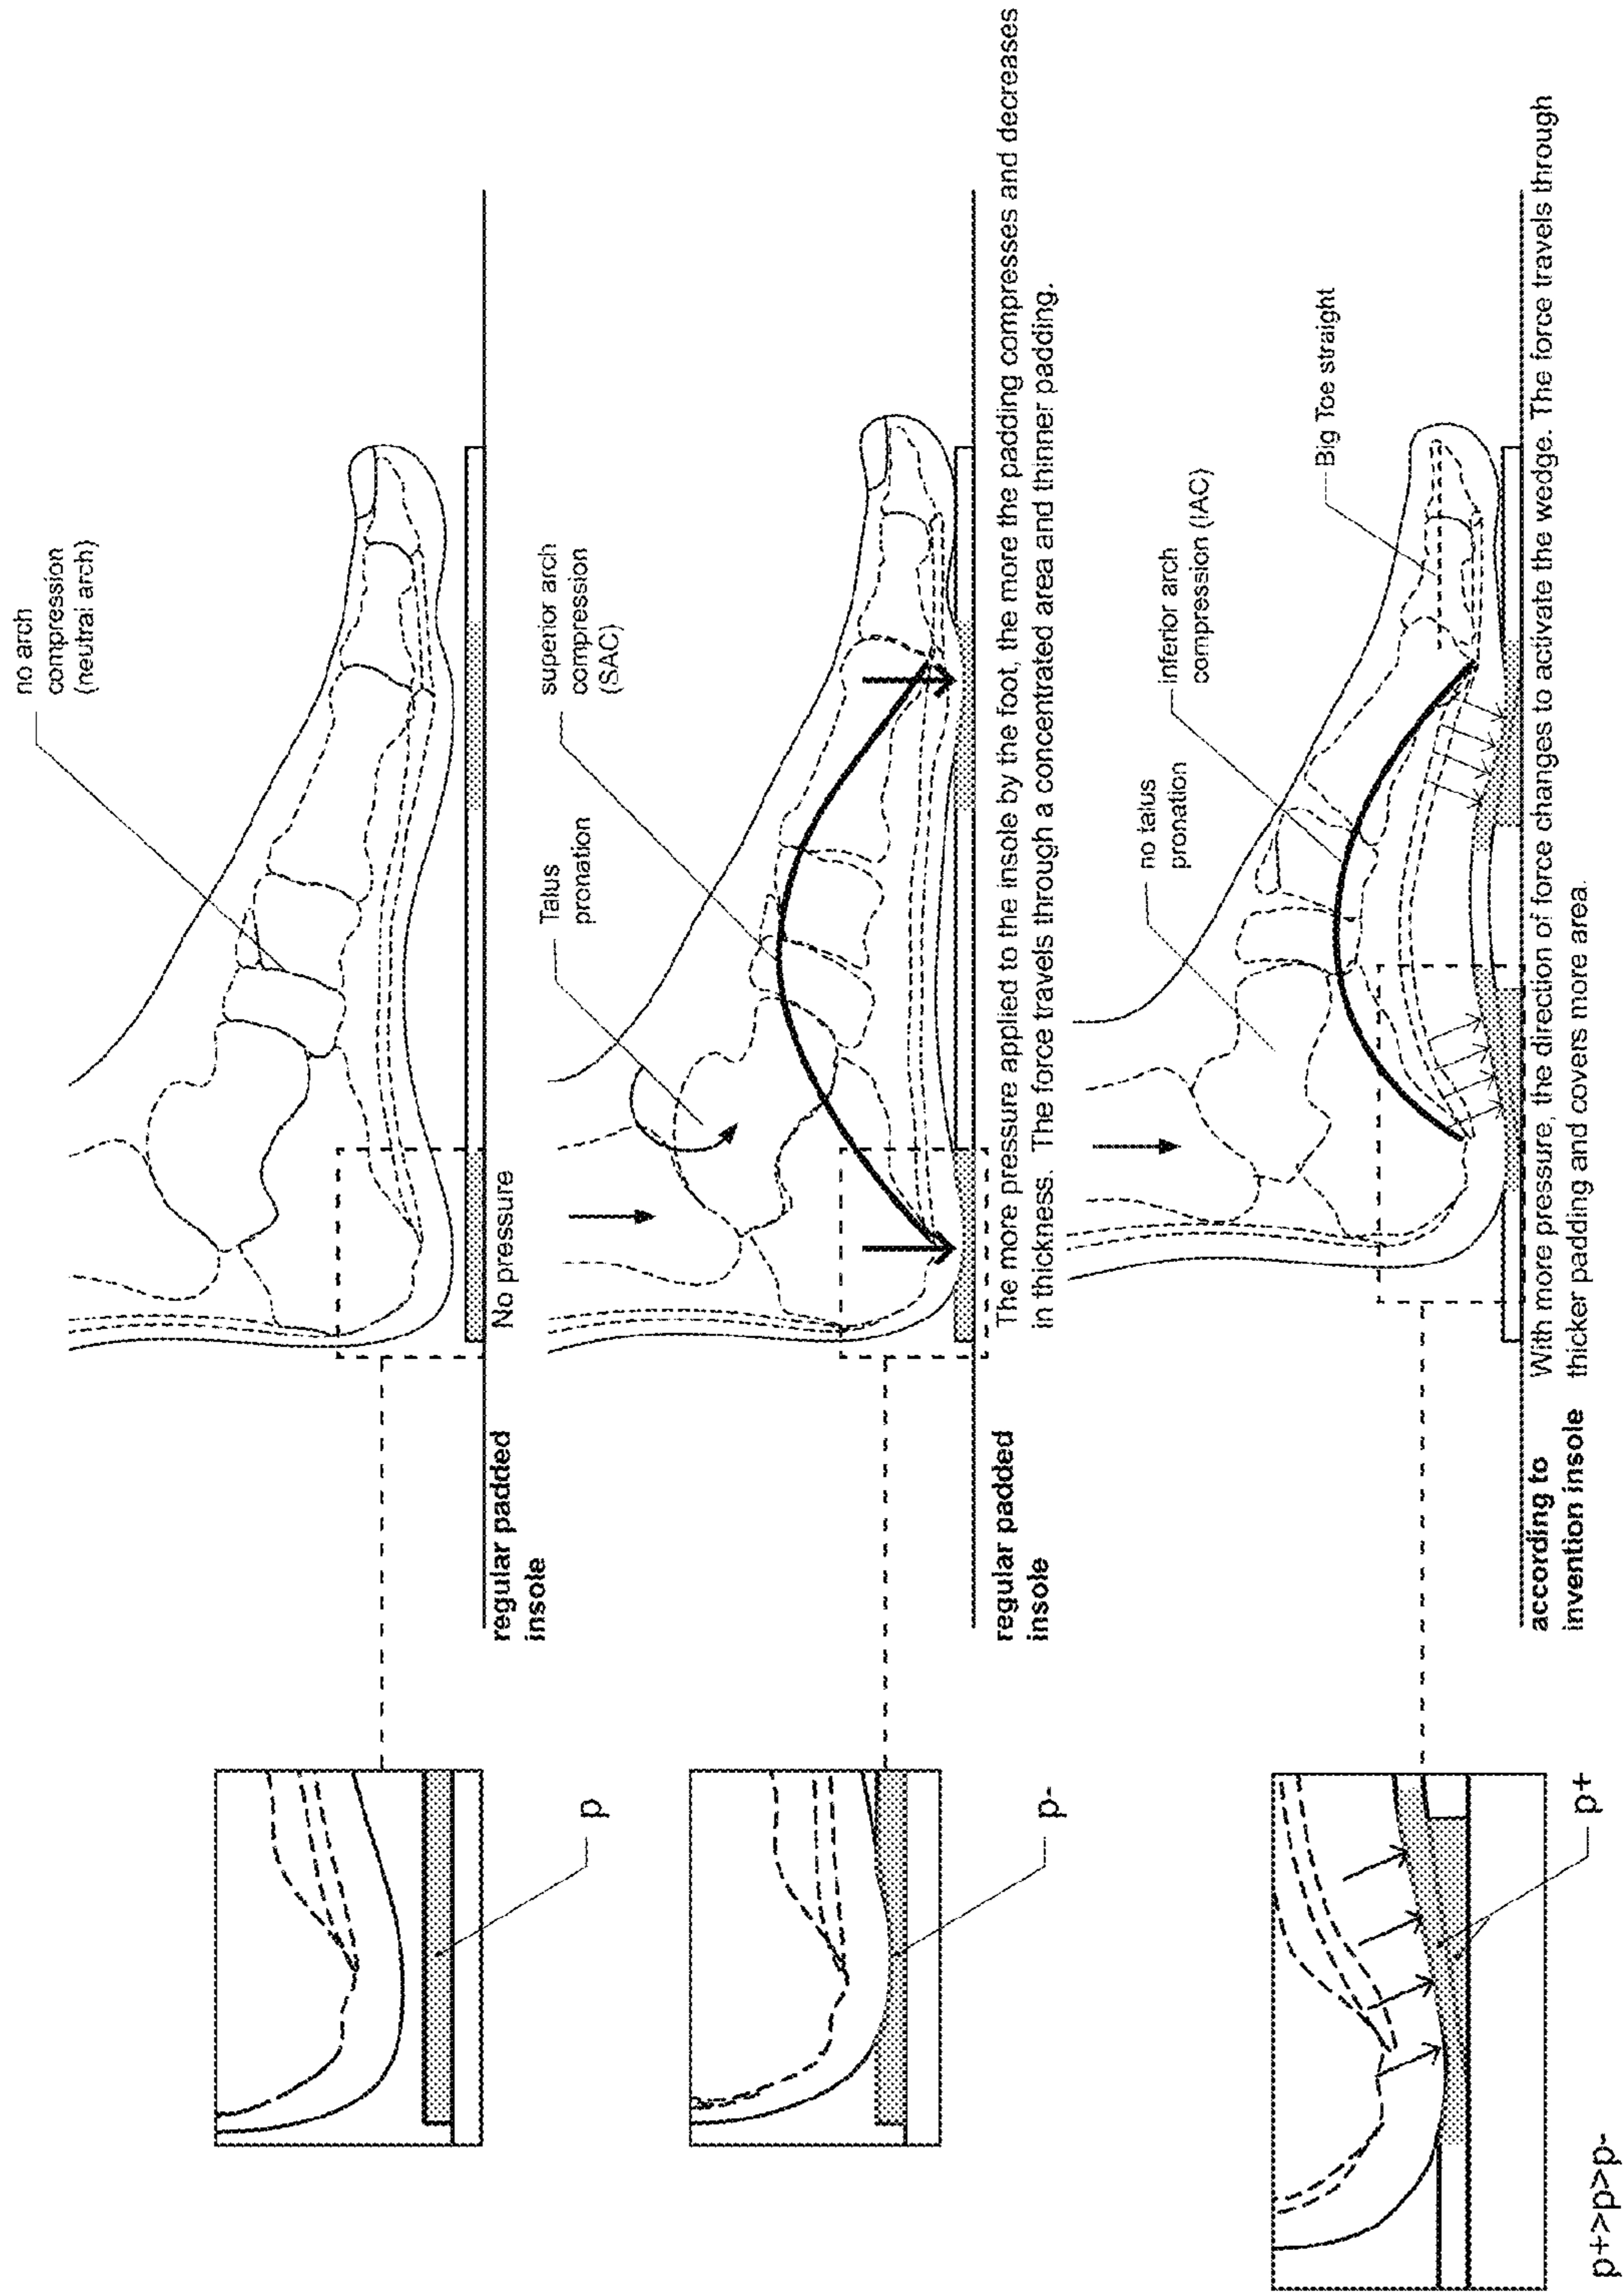 no arch
compression
(neutral arch)
No pressure
regular padded
insole
p
superior arch
compression
(SAC)
Talus
pronation
The more pressure applied to the insole by the foot, the more the padding compresses and decreases
in thickness. The force travels through a concentrated area and thinner padding.
regular padded
insole
p-
no talus
pronation
inferior arch
compression (IAC)
Big Toe straight
With more pressure, the direction of force changes to activate the wedge. The force travels through
thicker padding and covers more area.
according to
invention insole
p+
p+>p>p-